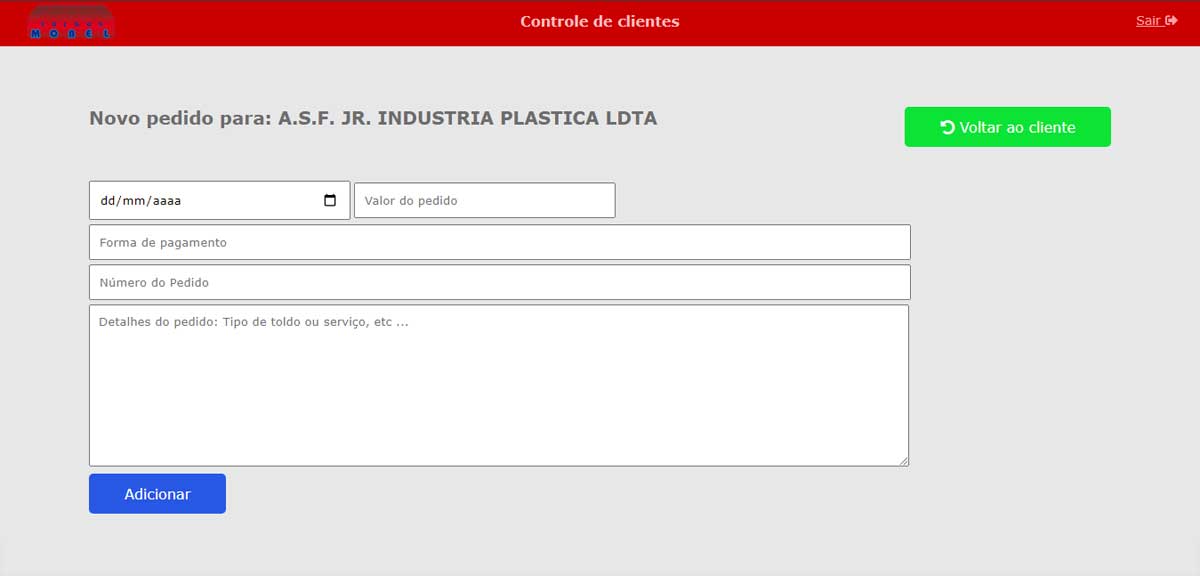 toldos
MOBEL
Controle de clientes
Sair
Novo pedido para: A.S.F. JR. INDUSTRIA PLASTICA LDTA
Voltar ao cliente
dd/mm/aaaa
Valor do pedido
Forma de pagamento
Número do Pedido
Detalhes do pedido: Tipo de toldo ou serviço, etc ...
Adicionar